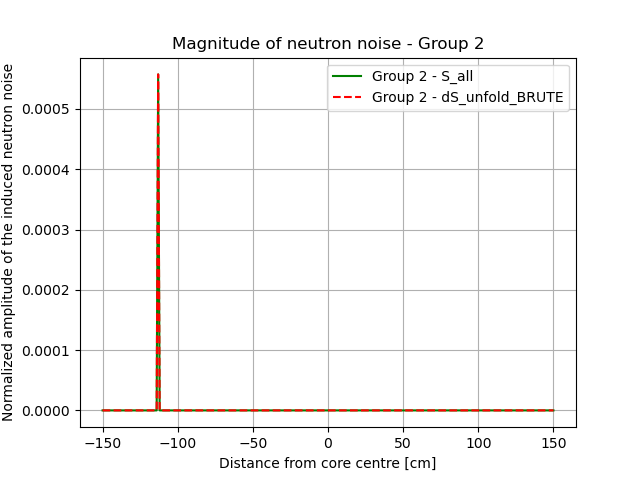 Magnitude of neutron noise - Group 2
Normalized amplitude of the induced neutron noise
Group 2 - S_all
Group 2 - dS_unfold_BRUTE
0.0005
0.0004
0.0003
0.0002
0.0001
0.0000
−150
−100
−50
0
50
100
150
Distance from core centre [cm]